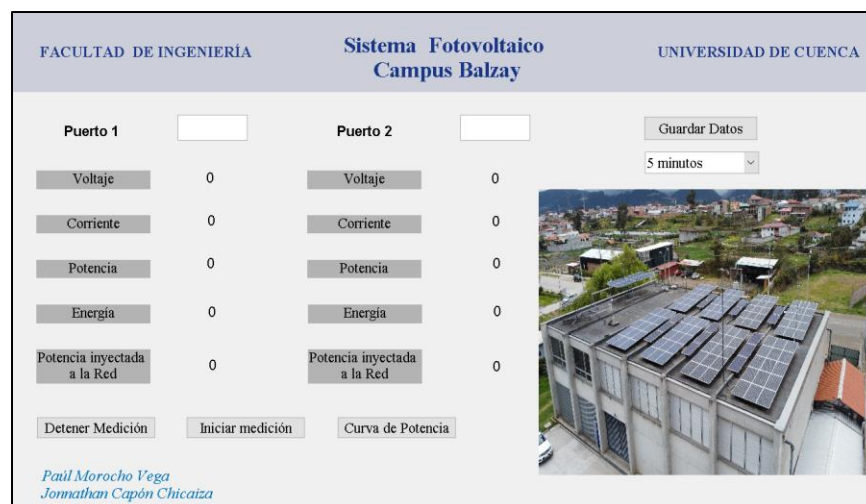 FACULTAD DE INGENIERÍA
Sistema Fotovoltaico
Campus Balzay
UNIVERSIDAD DE CUENCA
Puerto 1
Puerto 2
Guardar Datos
5 minutos
Voltaje 0
Voltaje 0
Corriente 0
Corriente 0
Potencia 0
Potencia 0
Energía 0
Energía 0
Potencia inyectada
a la Red 0
Potencia inyectada
a la Red 0
Detener Medición
Iniciar medición
Curva de Potencia
Paúl Morocho Vega
Jonnathan Capón Chicaiza